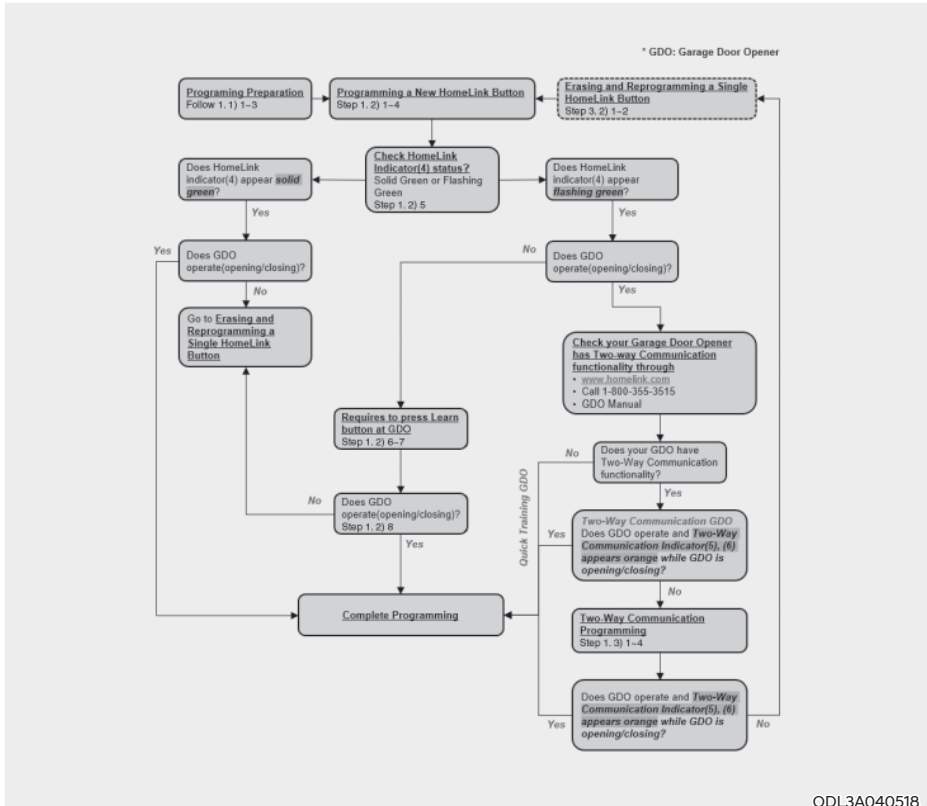 * GDO: Garage Door Opener
Programing Preparation
Follow 1. 1) 1~3
Programming a New HomeLink Button
Step 1. 2) 1~4
Erasing and Reprogramming a Single
HomeLink Button
Step 3. 2) 1~2
Does HomeLink
indicator(4) appear solid
green?
Check HomeLink
Indicator(4) status?
Solid Green or Flashing
Green
Step 1. 2) 5
Does HomeLink
indicator(4) appear
flashing green?
Yes
Yes
Yes
Does GDO
operate(opening/closing)?
No
Does GDO
operate(opening/closing)?
No
Yes
Go to Erasing and
Reprogramming a
Single HomeLink
Button
Check your Garage Door Opener
has Two-way Communication
functionality through
• www.homelink.com
• Call 1-800-355-3515
• GDO Manual
Requires to press Learn
button at GDO
Step 1. 2) 6~7
No
Does your GDO have
Two-Way Communication
functionality?
Yes
Quick Training GDO
No
Does GDO
operate(opening/closing)?
Step 1. 2) 8
Yes
Yes
Two-Way Communication GDO
Does GDO operate and Two-Way
Communication Indicator(5), (6)
appears orange while GDO is
opening/closing?
No
Complete Programming
Two-Way Communication
Programming
Step 1. 3) 1~4
Yes
Does GDO operate and Two-Way
Communication Indicator(5), (6)
appears orange while GDO is
opening/closing?
No
ODL3A040518